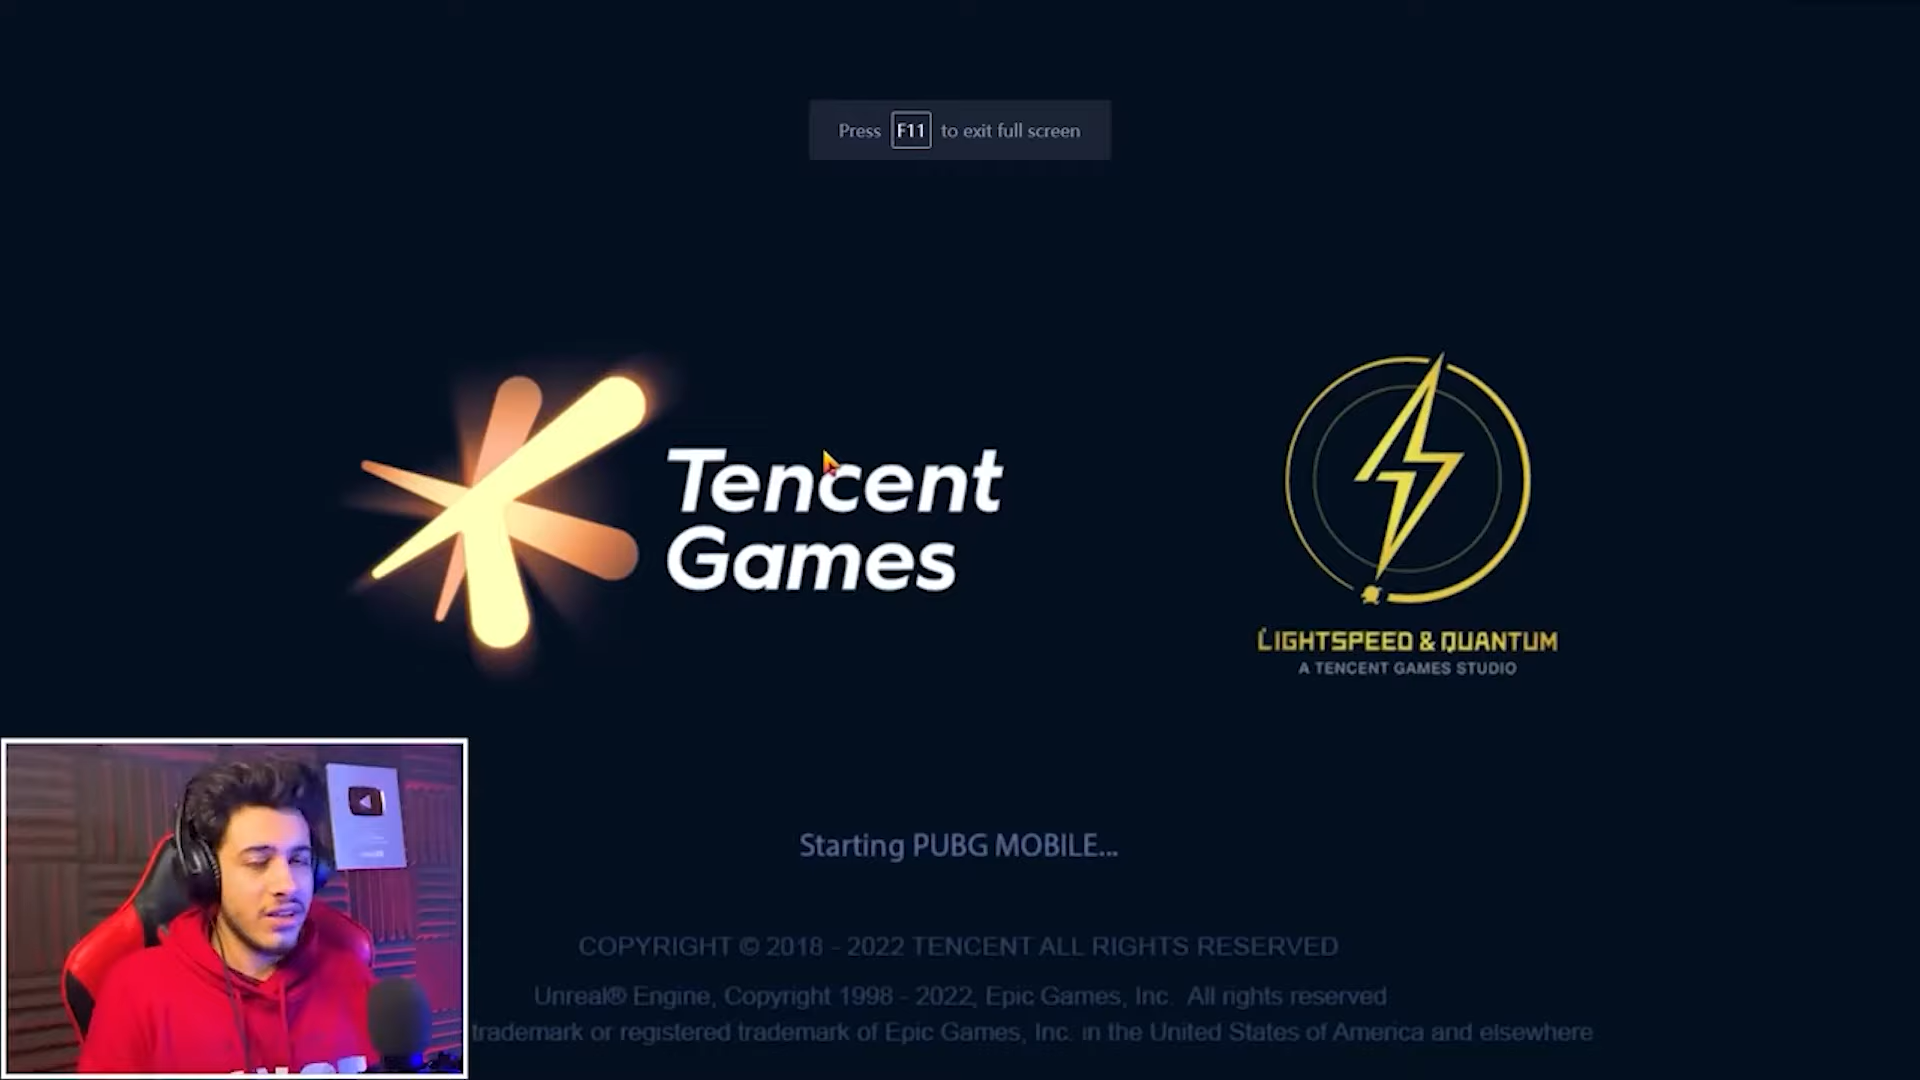 Press F11 to exit full screen
Tencent
Games
LIGHTSPEED & QUANTUM
A TENCENT GAMES STUDIO
Starting PUBG MOBILE...
COPYRIGHT © 2018 - 2022 TENCENT ALL RIGHTS RESERVED
Unreal® Engine, Copyright 1998 - 2022, Epic Games, Inc. All rights reserved
trademark or registered trademark of Epic Games, Inc. in the United States of America and elsewhere